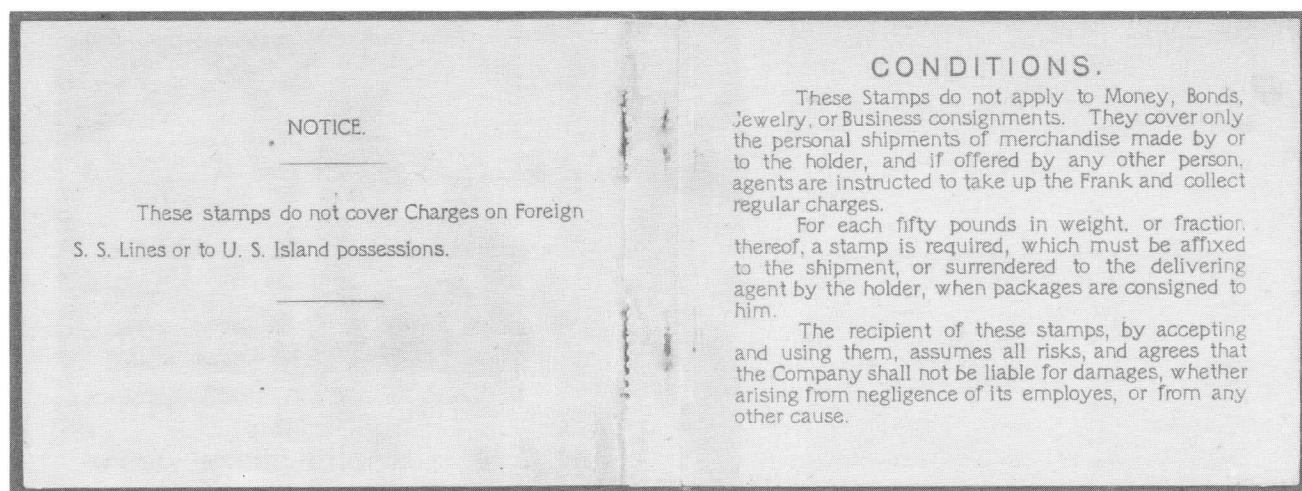 NOTICE.
These stamps do not cover Charges on Foreign
S. S. Lines or to U. S. Island possessions.
CONDITIONS.
These Stamps do not apply to Money, Bonds,
Jewelry, or Business consignments. They cover only
the personal shipments of merchandise made by or
to the holder, and if offered by any other person,
agents are instructed to take up the Frank and collect
regular charges.
For each fifty pounds in weight, or fraction
thereof, a stamp is required, which must be affixed
to the shipment, or surrendered to the delivering
agent by the holder, when packages are consigned to
him.
The recipient of these stamps, by accepting
and using them, assumes all risks, and agrees that
the Company shall not be liable for damages, whether
arising from negligence of its employes, or from any
other cause.